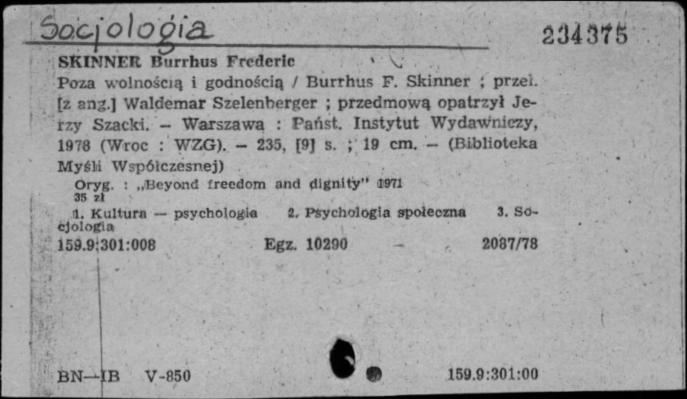 Socjologia
234375
SKINNER Burrhus Frederic
Poza wolnością i godnością / Burrhus F. Skinner ; przeł.
[z ang.] Waldemar Szelenberger ; przedmową opatrzył Je-
rzy Szacki. — Warszawa : Państ. Instytut Wydawniczy,
1978 (Wroc : WZG). — 235, [9] s. ; 19 cm. — (Biblioteka
Myśli Współczesnej)
Oryg. : „Beyond freedom and dignity" 1971
35 zł
1. Kultura — psychologia 2. Psychologia społeczna 3. So-
cjologia
159.9:301:008 Egz. 10290 — 2087/78
BN—IB V-850 159.9:301:00